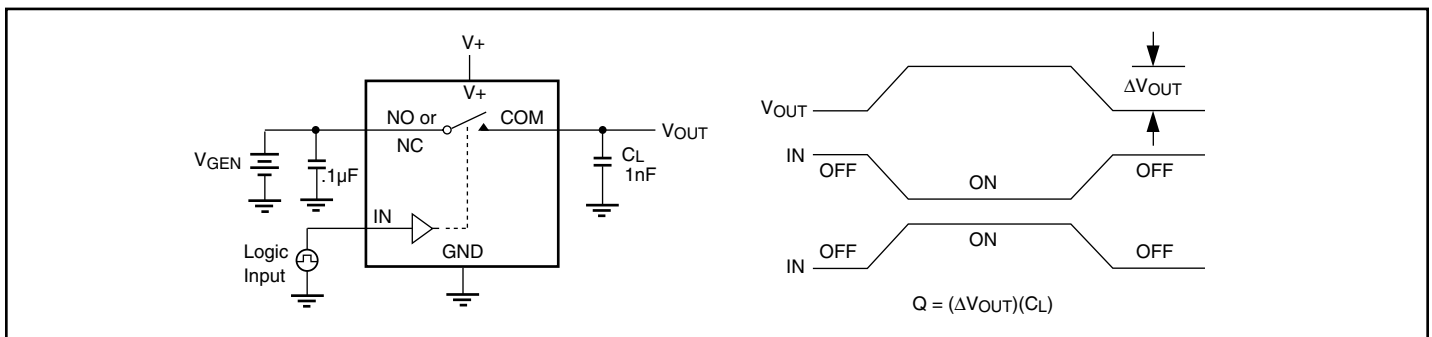 V+
V+
NO or
NC
COM
VOUT
VGEN
.1µF
CL
1nF
IN
Logic
Input
GND
VOUT
ΔVOUT
IN
OFF
ON
OFF
IN
OFF
ON
OFF
Q = (ΔVOUT)(CL)